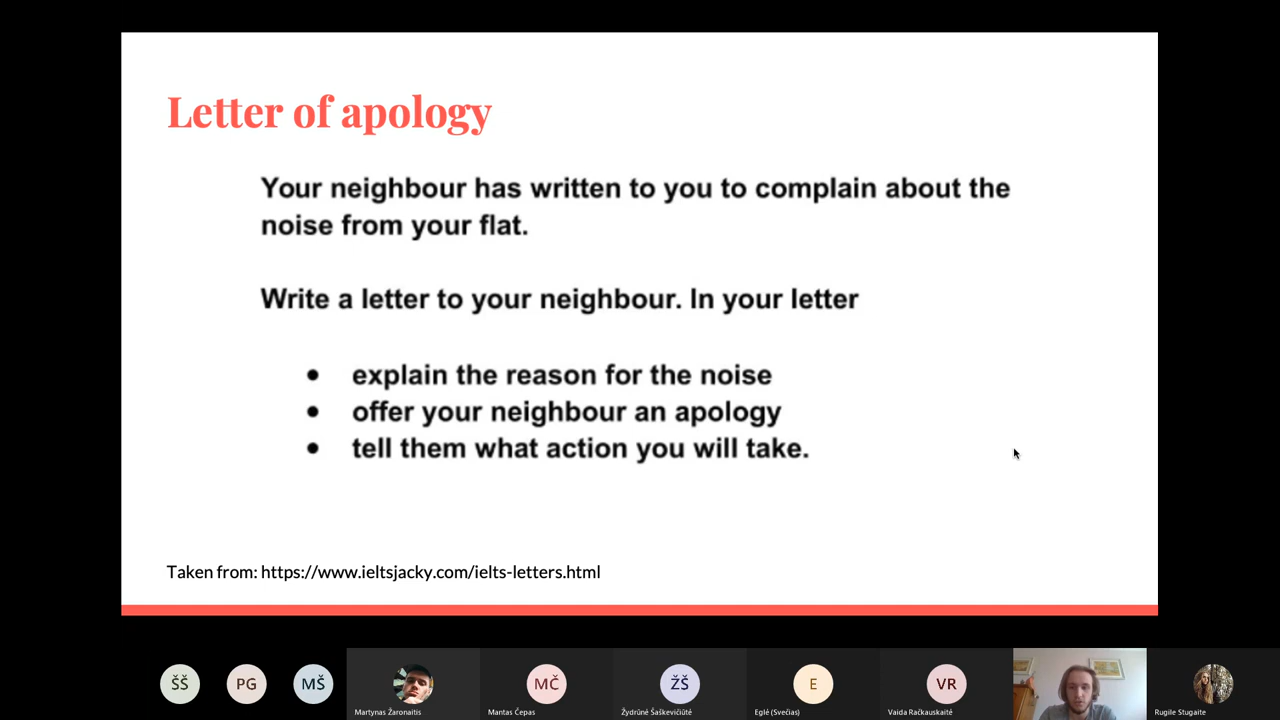 Letter of apology
Your neighbour has written to you to complain about the
noise from your flat.
Write a letter to your neighbour. In your letter
• explain the reason for the noise
• offer your neighbour an apology
• tell them what action you will take.
Taken from: https://www.ieltsjacky.com/ielts-letters.html
ŠŠ
PG
MŠ
MČ
ŽŠ
E
VR
Martynas Žaronaitis
Mantas Čepas
Žydrūnė Šaškevičiūtė
Eglė (Svečias)
Vaida Račkauskaitė
Rugile Stugaite